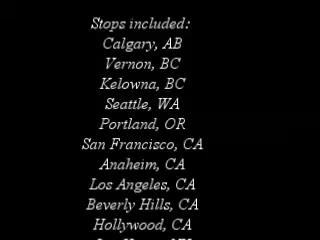 Stops included:
Calgary, AB
Vernon, BC
Kelowna, BC
Seattle, WA
Portland, OR
San Francisco, CA
Anaheim, CA
Los Angeles, CA
Beverly Hills, CA
Hollywood, CA